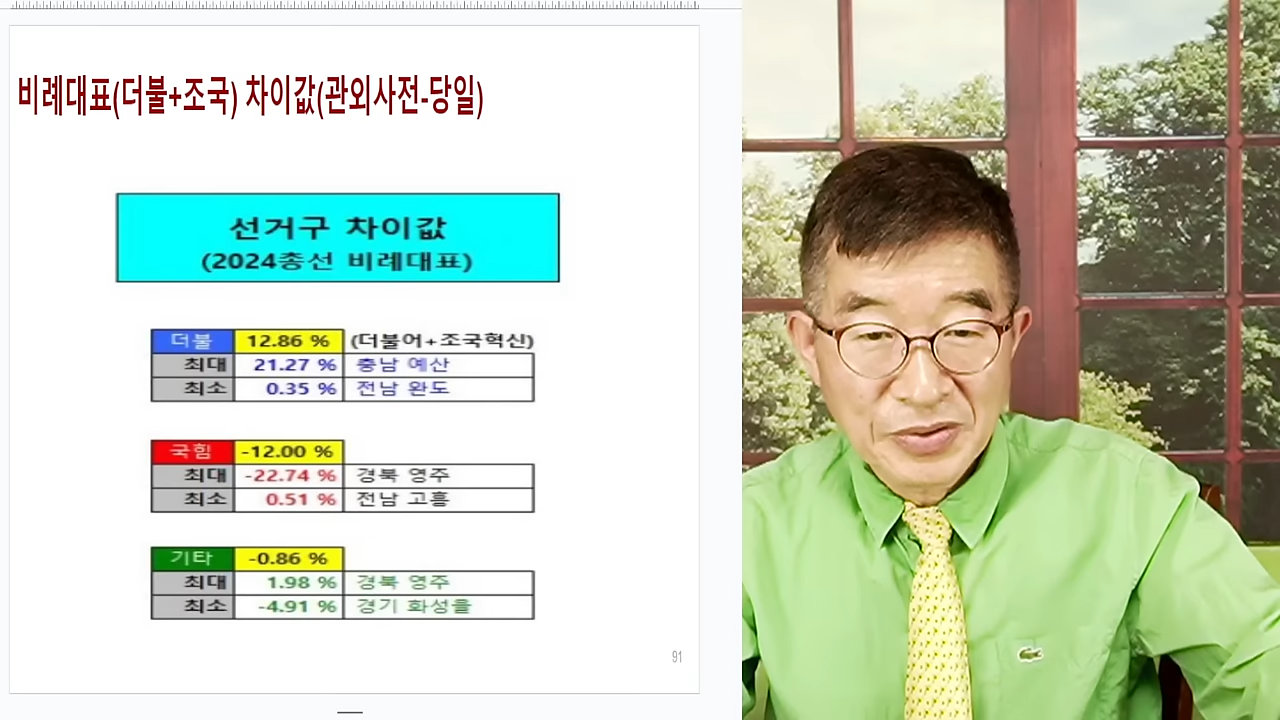 비례대표(더불+조국) 차이값(관외사전-당일)
선거구 차이값
(2024총선 비례대표)
더불 12.86 % (더불어+조국혁신)
최대 21.27 % 충남 예산
최소 0.35 % 전남 완도
국힘 -12.00 %
최대 -22.74 % 경북 영주
최소 0.51 % 전남 고흥
기타 -0.86 %
최대 1.98 % 경북 영주
최소 -4.91 % 경기 화성을
91